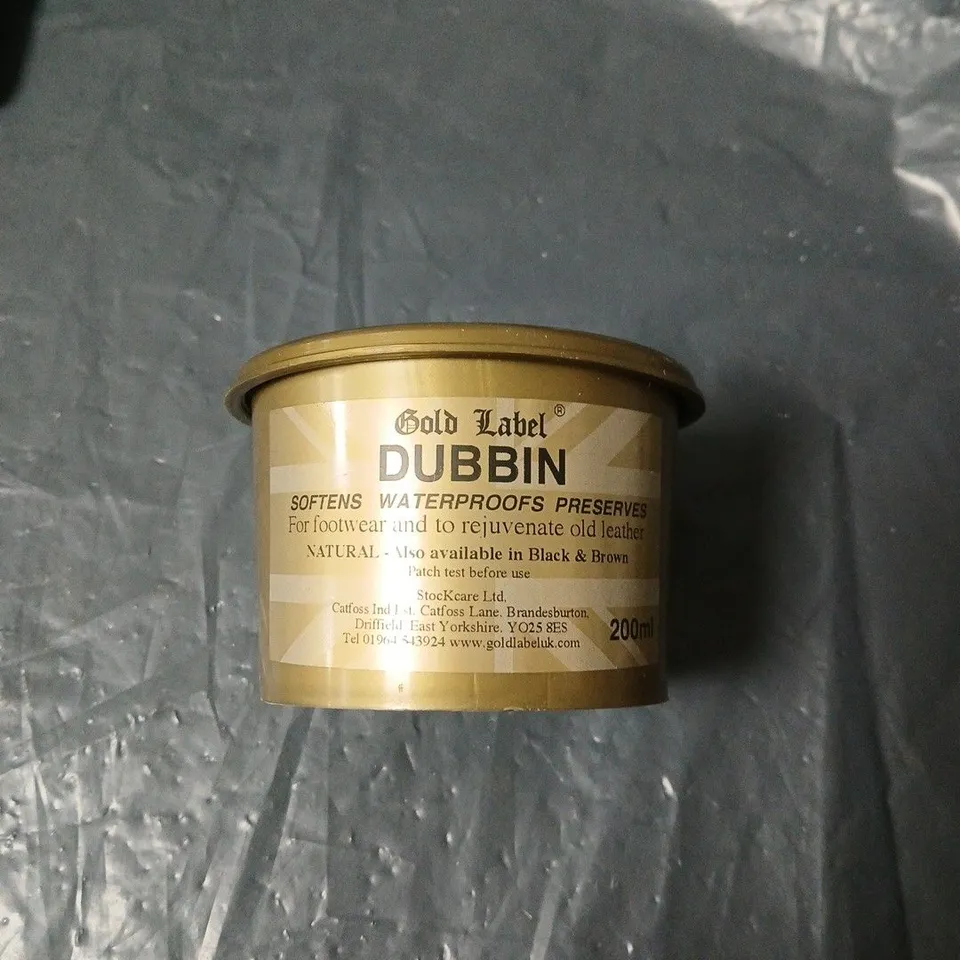 Gold Label ®
DUBBIN
SOFTENS WATERPROOFS PRESERVES
For footwear and to rejuvenate old leather
NATURAL - Also available in Black & Brown
Patch test before use
StocKcare Ltd,
Catfoss Ind Est. Catfoss Lane. Brandesburton,
Driffield. East Yorkshire. YO25 8ES
Tel 01964 543924 www.goldlabeluk.com
200ml